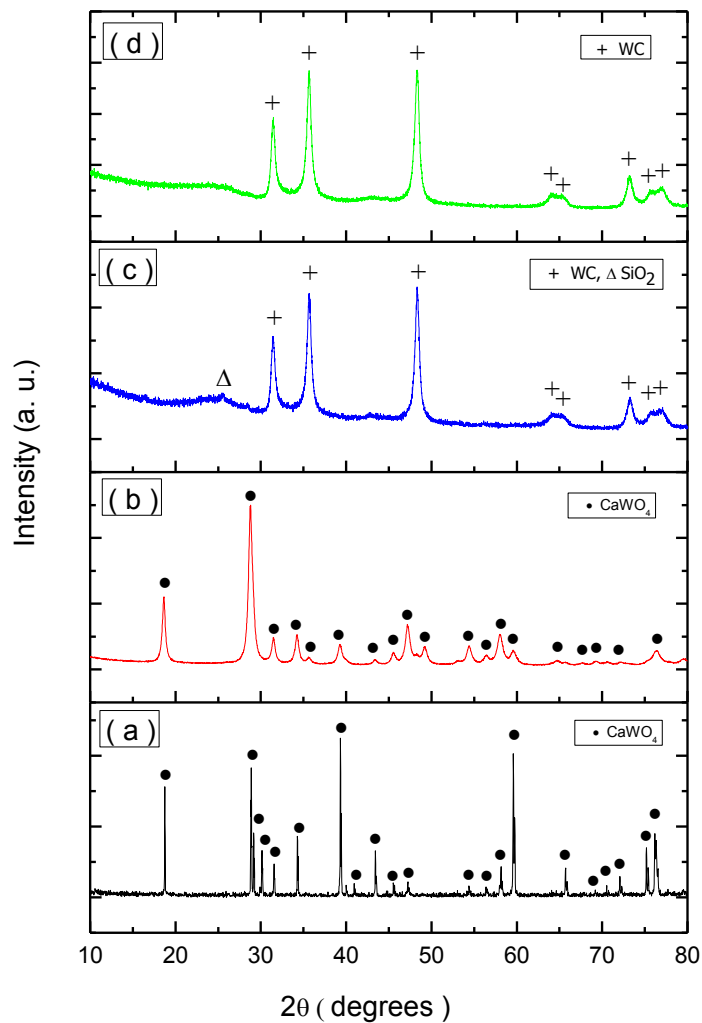 ( d )
+ WC
( c )
+ WC, Δ SiO2
Δ
( b )
• CaWO4
( a )
• CaWO4
Intensity (a. u.)
10 20 30 40 50 60 70 80
2θ ( degrees )